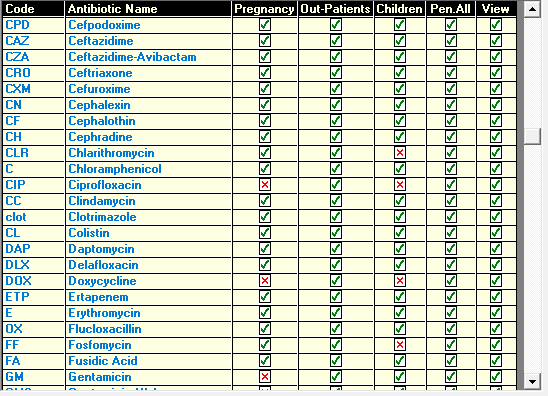 Code Antibiotic Name Pregnancy Out-Patients Children Pen.All View
CPD Cefpodoxime
CAZ Ceftazidime
CZA Ceftazidime-Avibactam
CRO Ceftriaxone
CXM Cefuroxime
CN Cephalexin
CF Cephalothin
CH Cephradine
CLR Chlarithromycin
C Chloramphenicol
CIP Ciprofloxacin
CC Clindamycin
clot Clotrimazole
CL Colistin
DAP Daptomycin
DLX Delafloxacin
DOX Doxycycline
ETP Ertapenem
E Erythromycin
OX Flucloxacillin
FF Fosfomycin
FA Fusidic Acid
GM Gentamicin